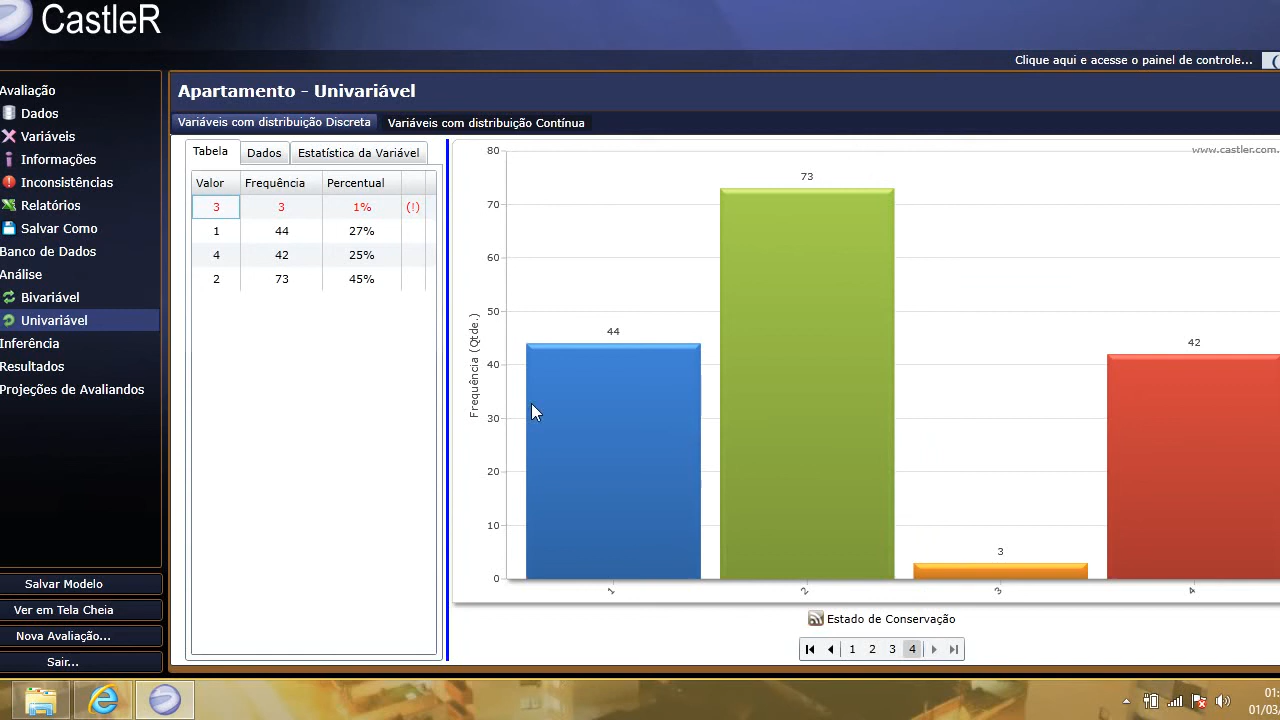 CastleR
Clique aqui e acesse o painel de controle...
Avaliação
Dados
Variáveis
Informações
Inconsistências
Relatórios
Salvar Como
Banco de Dados
Análise
Bivariável
Univariável
Inferência
Resultados
Projeções de Avaliandos
Salvar Modelo
Ver em Tela Cheia
Nova Avaliação...
Sair...
Apartamento - Univariável
Variáveis com distribuição Discreta Variáveis com distribuição Contínua
Tabela Dados Estatística da Variável
Valor Frequência Percentual
3 3 1% (!)
1 44 27%
4 42 25%
2 73 45%
www.castler.com.
Frequência (Qtde.)
80
70
60
50
40
30
20
10
0
44
73
3
42
1 2 3 4
Estado de Conservação
1 2 3 4
01:
01/03/